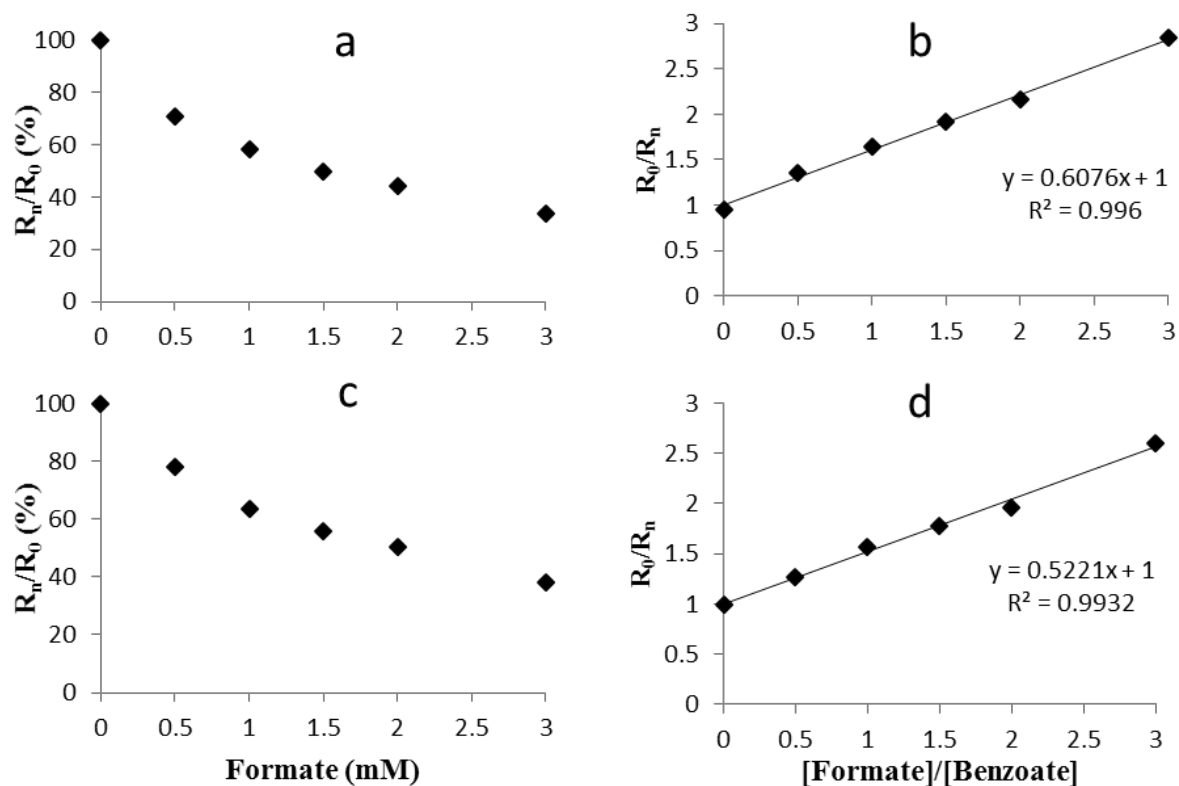 a
Rₙ/R₀ (%)
100
80
60
40
20
0
0 0.5 1 1.5 2 2.5 3
b
R₀/Rₙ
3
2.5
2
1.5
1
0.5
0
y = 0.6076x + 1
R² = 0.996
0 0.5 1 1.5 2 2.5 3
c
Rₙ/R₀ (%)
100
80
60
40
20
0
0 0.5 1 1.5 2 2.5 3
Formate (mM)
d
R₀/Rₙ
3
2.5
2
1.5
1
0.5
0
y = 0.5221x + 1
R² = 0.9932
0 0.5 1 1.5 2 2.5 3
[Formate]/[Benzoate]